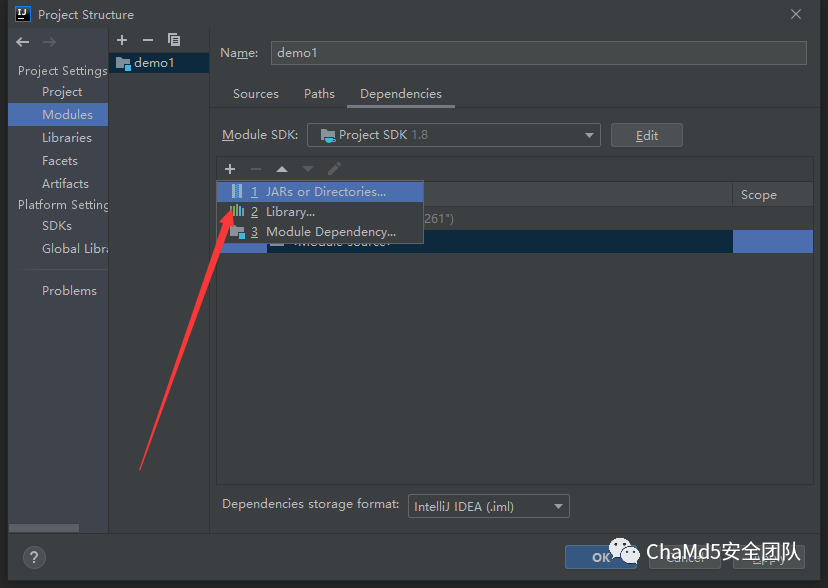 Project Structure
Name: demo1
Project Settings
Project
Modules
Libraries
Facets
Artifacts
Platform Setting
SDKs
Global Libra
Problems
demo1
Sources Paths Dependencies
Module SDK: Project SDK 1.8 Edit
Scope
1 JARs or Directories...
2 Library...
3 Module Dependency...
261")
<Module source>
Dependencies storage format: IntelliJ IDEA (.iml)
? OK Cancel Apply
ChaMd5安全团队